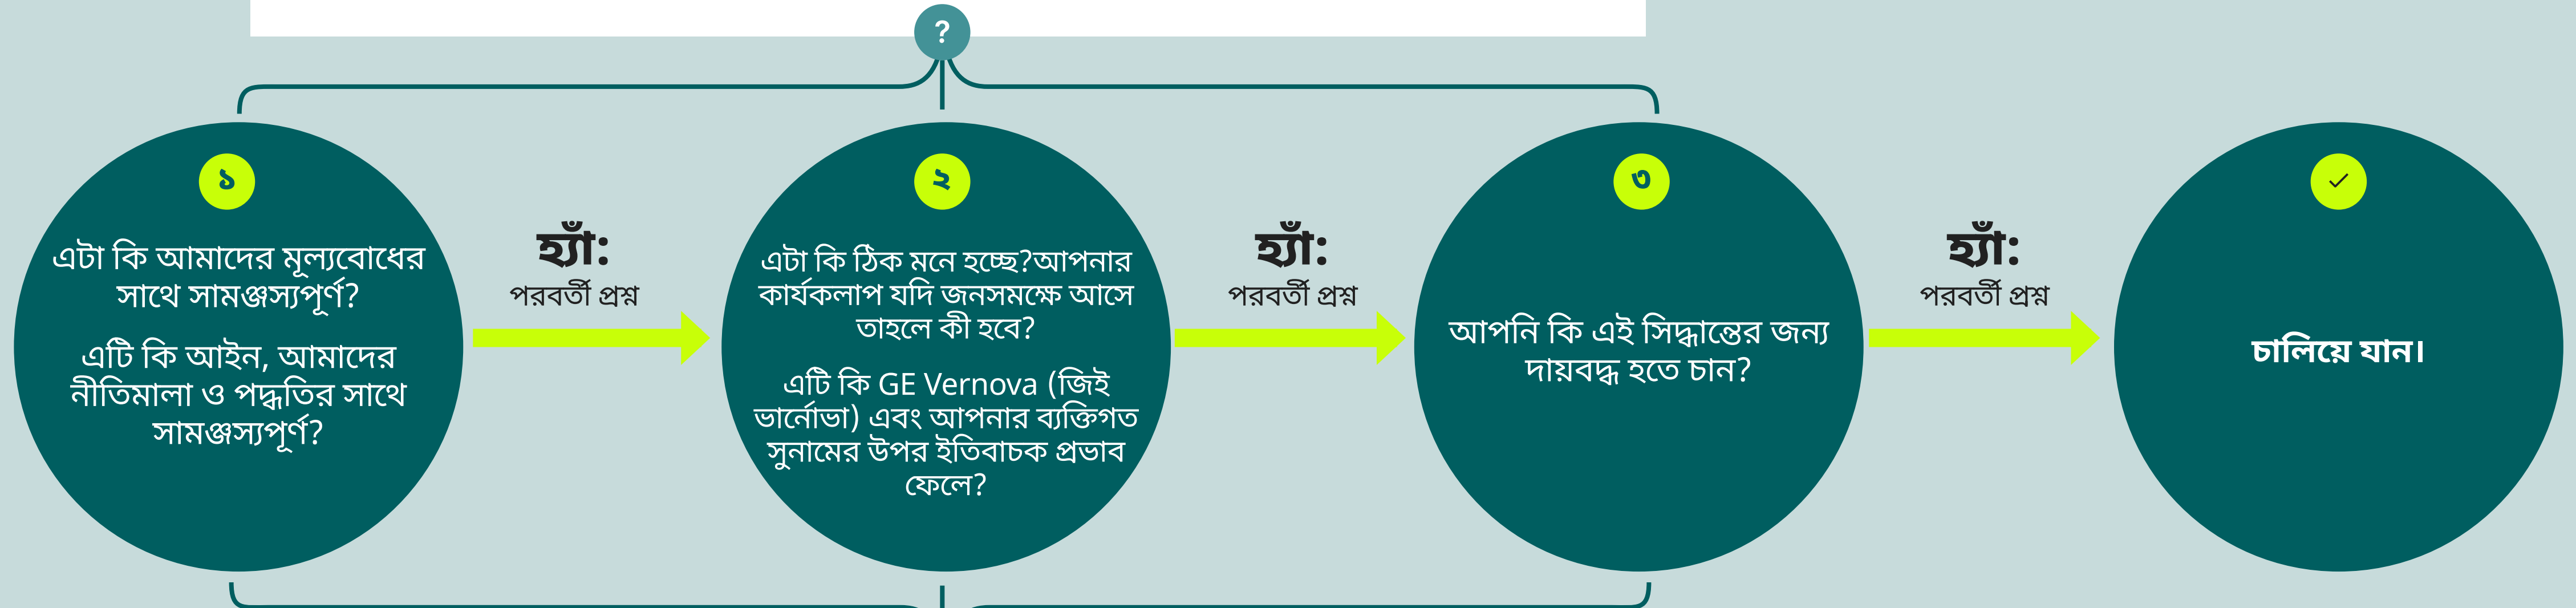 ?
১
এটা কি আমাদের মূল্যবোধের
সাথে সামঞ্জস্যপূর্ণ?
এটি কি আইন, আমাদের
নীতিমালা ও পদ্ধতির সাথে
সামঞ্জস্যপূর্ণ?
হ্যাঁ:
পরবর্তী প্রশ্ন
২
এটা কি ঠিক মনে হচ্ছে?আপনার
কার্যকলাপ যদি জনসমক্ষে আসে
তাহলে কী হবে?
এটি কি GE Vernova (জিই
ভার্নোভা) এবং আপনার ব্যক্তিগত
সুনামের উপর ইতিবাচক প্রভাব
ফেলে?
হ্যাঁ:
পরবর্তী প্রশ্ন
৩
আপনি কি এই সিদ্ধান্তের জন্য
দায়বদ্ধ হতে চান?
হ্যাঁ:
পরবর্তী প্রশ্ন
চালিয়ে যান।